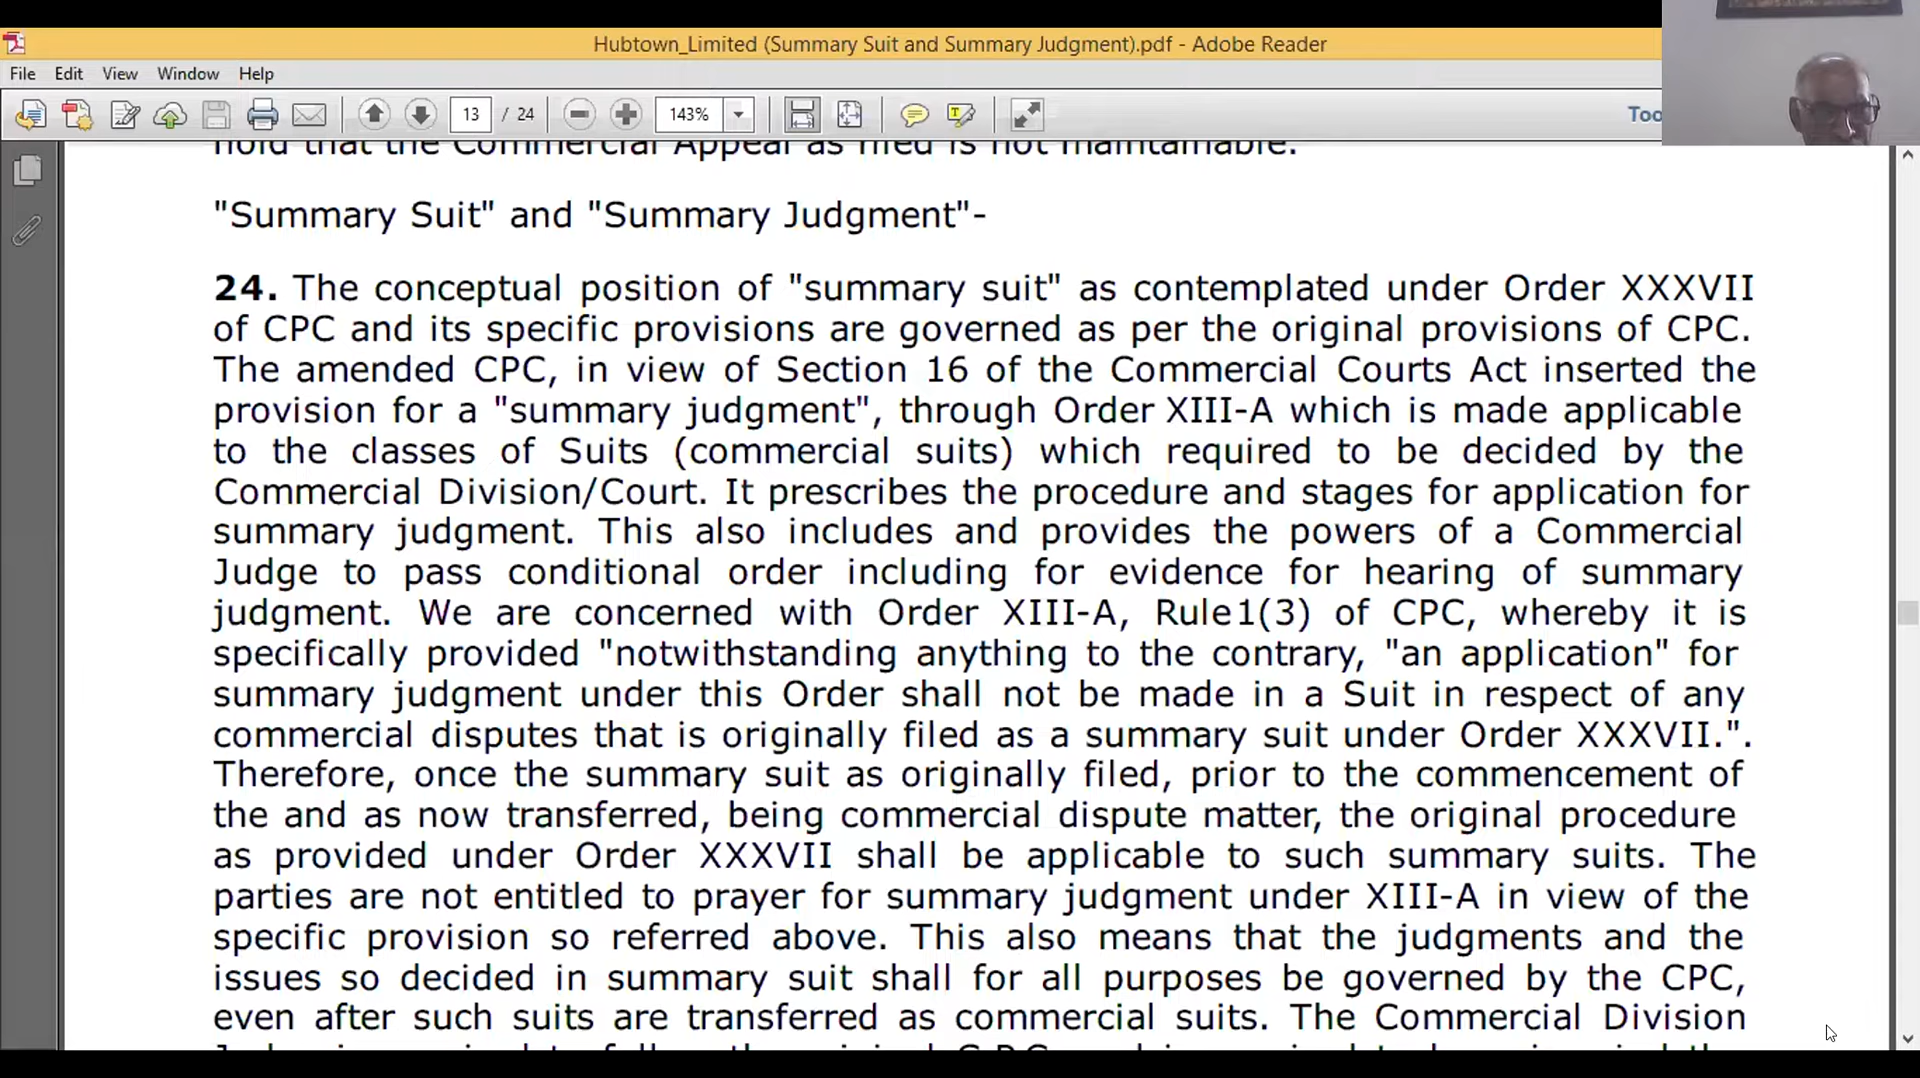 Hubtown_Limited (Summary Suit and Summary Judgment).pdf - Adobe Reader
File Edit View Window Help
13 / 24 143% Too
hold that the Commercial Appeal as filed is not maintainable.
"Summary Suit" and "Summary Judgment"-
24. The conceptual position of "summary suit" as contemplated under Order XXXVII
of CPC and its specific provisions are governed as per the original provisions of CPC.
The amended CPC, in view of Section 16 of the Commercial Courts Act inserted the
provision for a "summary judgment", through Order XIII-A which is made applicable
to the classes of Suits (commercial suits) which required to be decided by the
Commercial Division/Court. It prescribes the procedure and stages for application for
summary judgment. This also includes and provides the powers of a Commercial
Judge to pass conditional order including for evidence for hearing of summary
judgment. We are concerned with Order XIII-A, Rule1(3) of CPC, whereby it is
specifically provided "notwithstanding anything to the contrary, "an application" for
summary judgment under this Order shall not be made in a Suit in respect of any
commercial disputes that is originally filed as a summary suit under Order XXXVII.".
Therefore, once the summary suit as originally filed, prior to the commencement of
the and as now transferred, being commercial dispute matter, the original procedure
as provided under Order XXXVII shall be applicable to such summary suits. The
parties are not entitled to prayer for summary judgment under XIII-A in view of the
specific provision so referred above. This also means that the judgments and the
issues so decided in summary suit shall for all purposes be governed by the CPC,
even after such suits are transferred as commercial suits. The Commercial Division